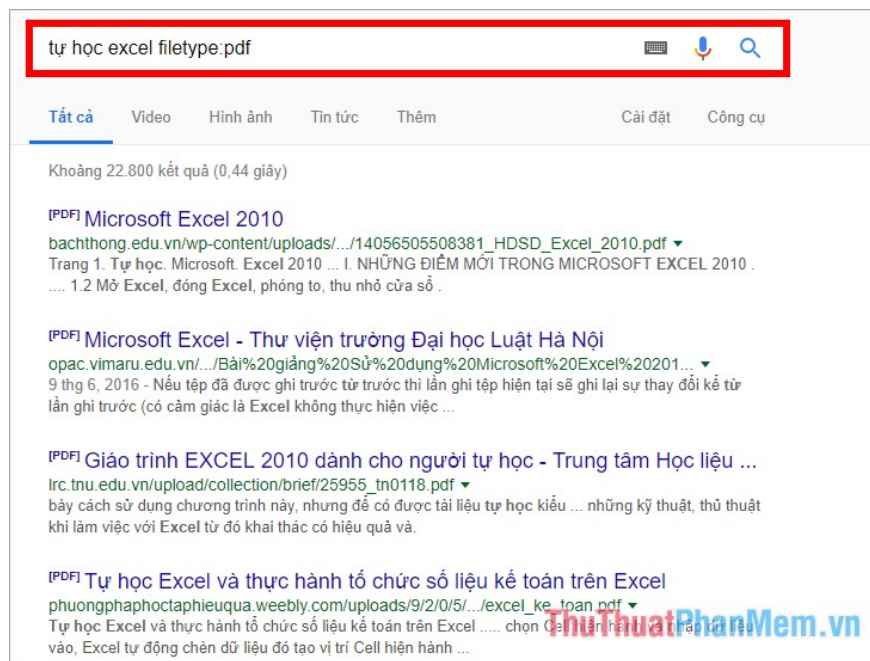 tự học excel filetype:pdf
Tất cả Video Hình ảnh Tin tức Thêm Cài đặt Công cụ
Khoảng 22.800 kết quả (0,44 giây)
[PDF] Microsoft Excel 2010
bachthong.edu.vn/wp-content/uploads/.../14056505508381_HDSD_Excel_2010.pdf
Trang 1. Tự học. Microsoft. Excel 2010 ... I. NHỮNG ĐIỂM MỚI TRONG MICROSOFT EXCEL 2010 .
.... 1.2 Mở Excel, đóng Excel, phóng to, thu nhỏ cửa sổ .
[PDF] Microsoft Excel - Thư viện trường Đại học Luật Hà Nội
opac.vimaru.edu.vn/.../Bài%20giảng%20Sử%20dụng%20Microsoft%20Excel%20201...
9 thg 6, 2016 - Nếu tệp đã được ghi trước từ trước thì lần ghi tệp hiện tại sẽ ghi lại sự thay đổi kể từ
lần ghi trước (có cảm giác là Excel không thực hiện việc ...
[PDF] Giáo trình EXCEL 2010 dành cho người tự học - Trung tâm Học liệu ...
lrc.tnu.edu.vn/upload/collection/brief/25955_tn0118.pdf
bày cách sử dụng chương trình này, nhưng để có được tài liệu tự học kiểu ... những kỹ thuật, thủ thuật
khi làm việc với Excel từ đó khai thác có hiệu quả và.
[PDF] Tự học Excel và thực hành tổ chức số liệu kế toán trên Excel
phuongphaphoctaphieuqua.weebly.com/uploads/9/2/0/5/.../excel_ke_toan.pdf
Tự học Excel và thực hành tổ chức số liệu kế toán trên Excel ..... chọn Cell hiện hành và nhập dữ liệu
vào, Excel tự động chèn dữ liệu đó tạo vị trí Cell hiện hành ...
ThuThuatPhanMem.vn